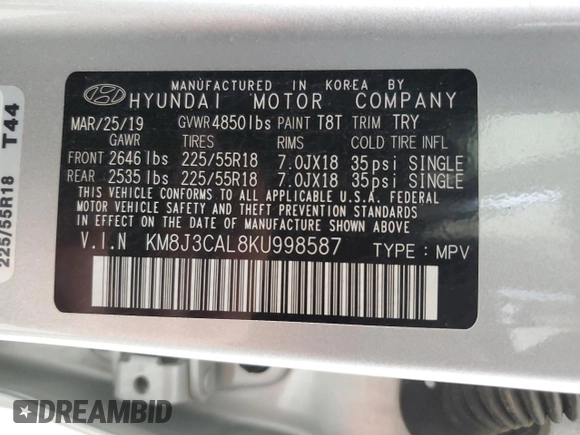 MANUFACTURED IN KOREA BY
HYUNDAI MOTOR COMPANY
MAR/25/19 GVWR 4850 lbs PAINT T8T TRIM TRY
GAWR TIRES RIMS COLD TIRE INFL
FRONT 2646 lbs 225/55R18 7.0JX18 35psi SINGLE
REAR 2535 lbs 225/55R18 7.0JX18 35psi SINGLE
THIS VEHICLE CONFORMS TO ALL APPLICABLE U.S.A. FEDERAL
MOTOR VEHICLE SAFETY AND THEFT PREVENTION STANDARDS
IN EFFECT ON THE DATE OF MANUFACTURE SHOWN ABOVE.
V.I.N KM8J3CAL8KU998587 TYPE : MPV
225/55R18 T44
DREAMBID